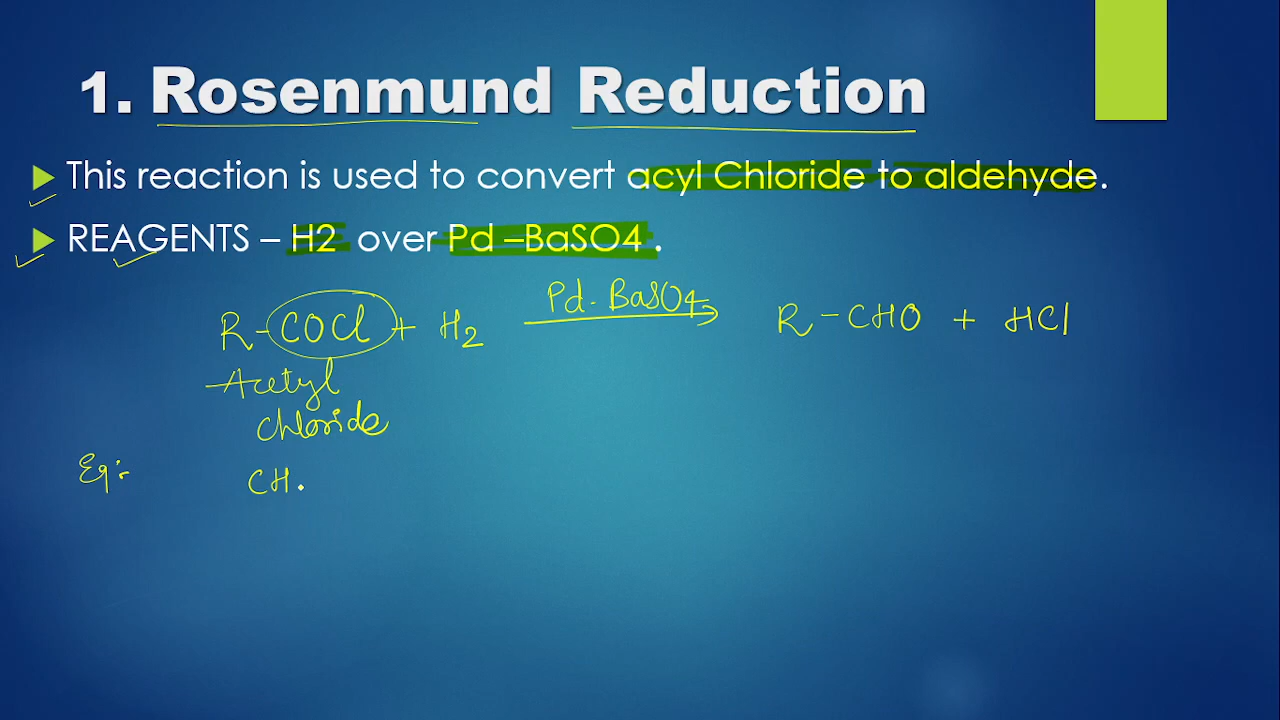 1. Rosenmund Reduction
This reaction is used to convert acyl Chloride to aldehyde.
REAGENTS – H2 over Pd –BaSO4 .
Pd - BaSO4
R-COCl + H2 R-CHO + HCl
Acetyl
chloride
Eg:- CH